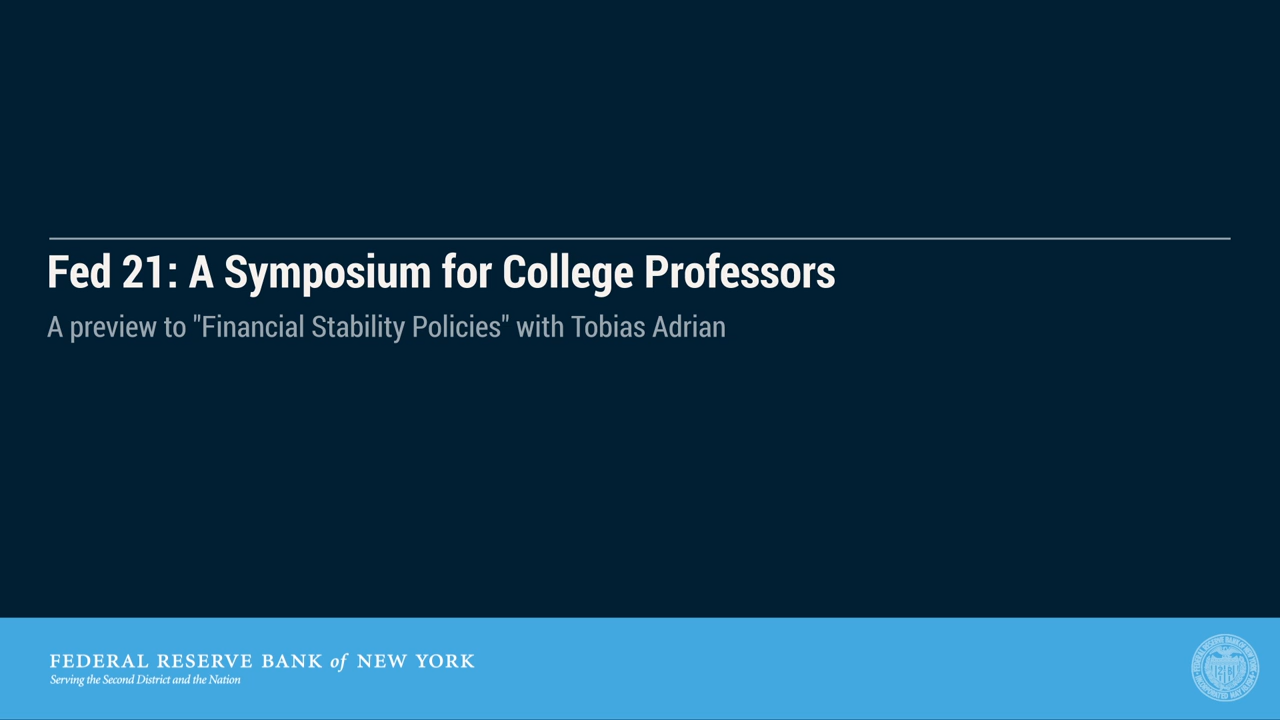 Fed 21: A Symposium for College Professors
A preview to "Financial Stability Policies" with Tobias Adrian
FEDERAL RESERVE BANK of NEW YORK
Serving the Second District and the Nation